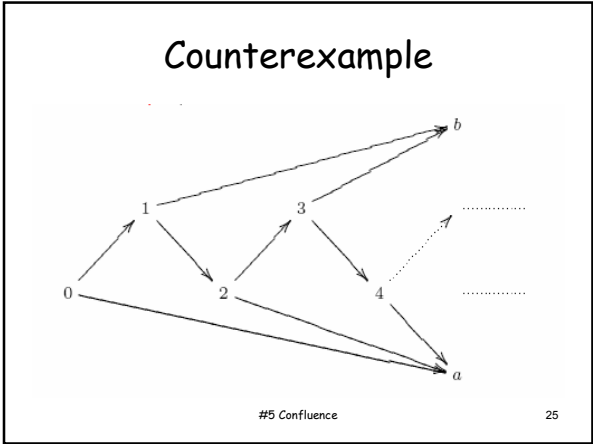 Counterexample
b
1 3 ..............
0 2 4 ..............
a
#5 Confluence 25